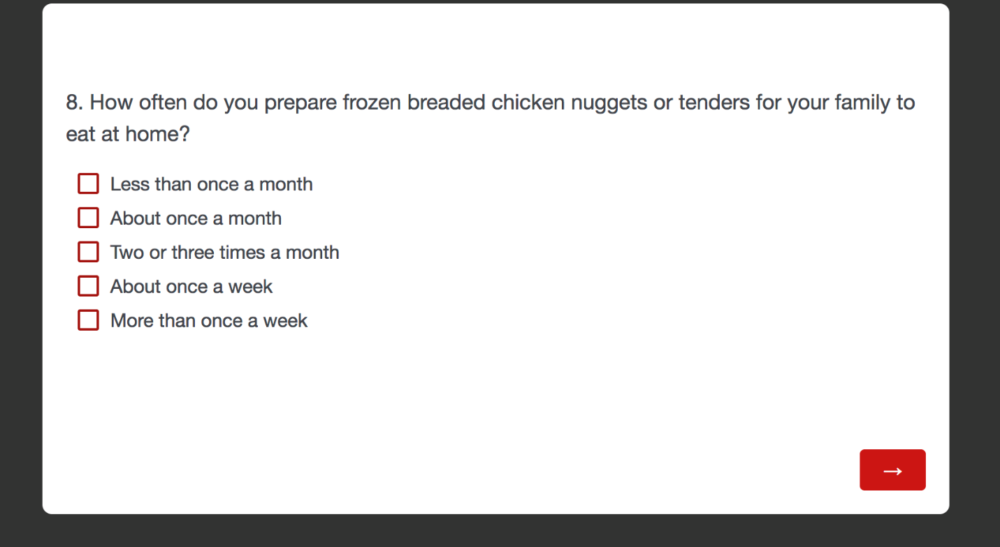 8. How often do you prepare frozen breaded chicken nuggets or tenders for your family to
eat at home?
Less than once a month
About once a month
Two or three times a month
About once a week
More than once a week
→